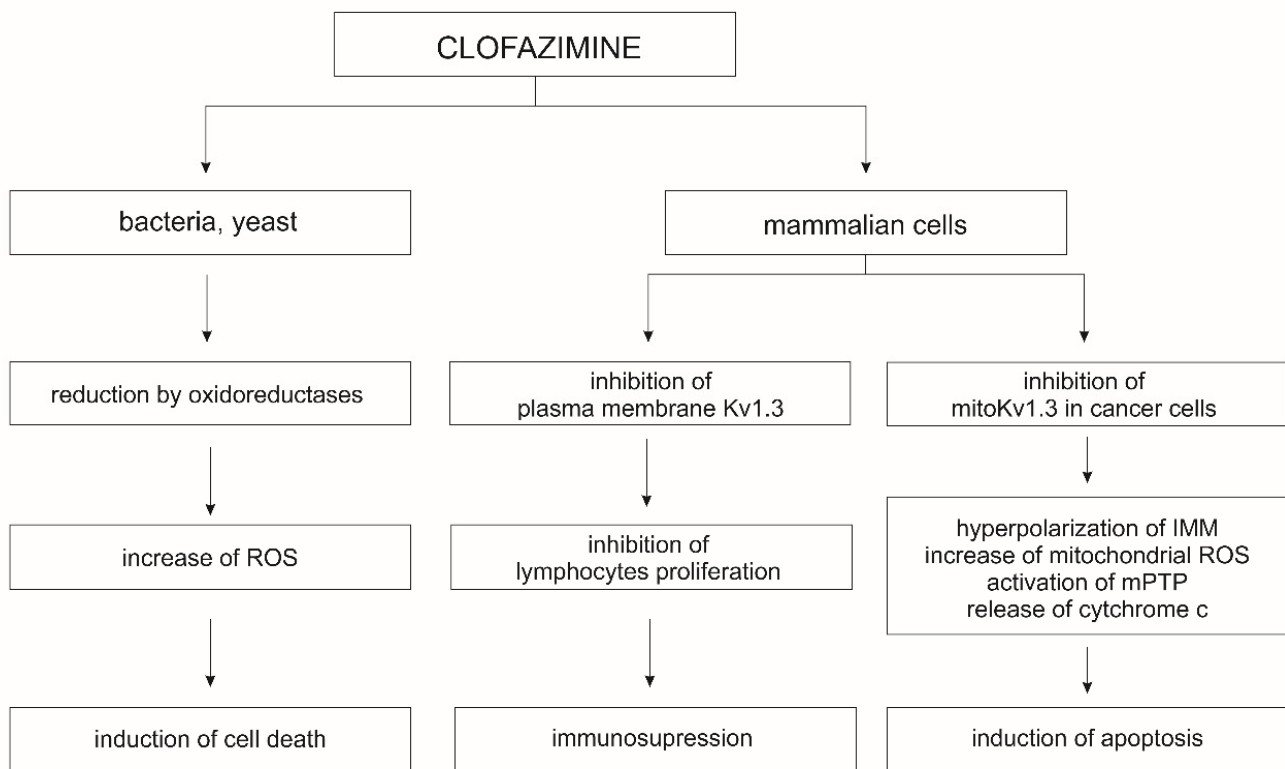 CLOFAZIMINE
bacteria, yeast
mammalian cells
reduction by oxidoreductases
inhibition of
plasma membrane Kv1.3
inhibition of
mitoKv1.3 in cancer cells
increase of ROS
inhibition of
lymphocytes proliferation
hyperpolarization of IMM
increase of mitochondrial ROS
activation of mPTP
release of cytchrome c
induction of cell death
immunosupression
induction of apoptosis